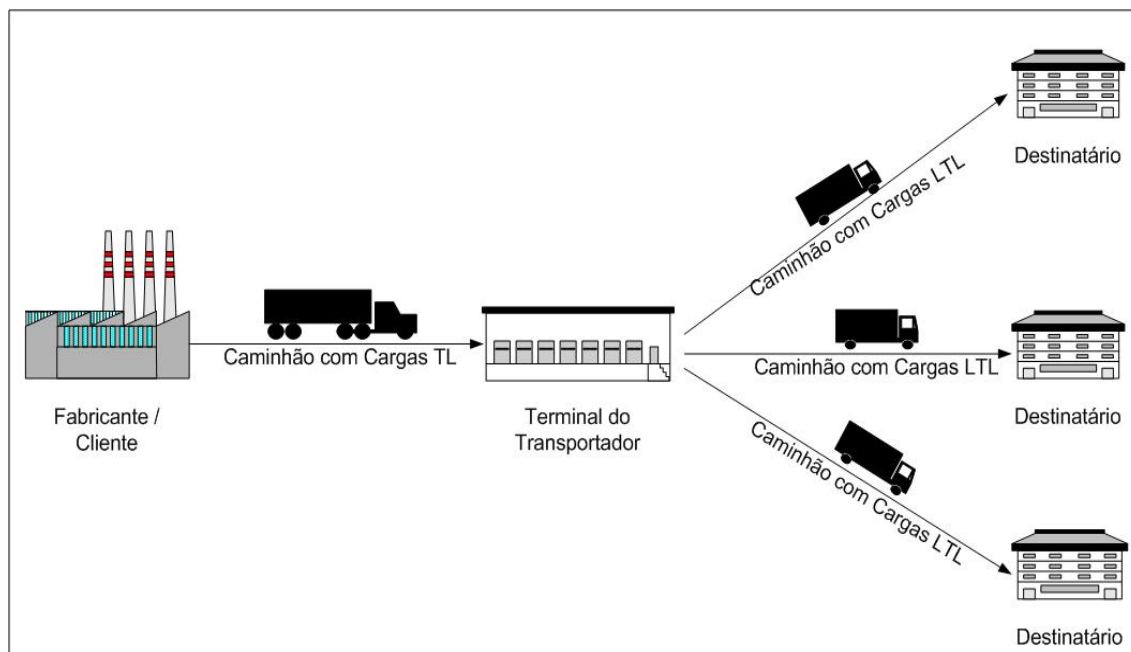 Destinatário
Caminhão com Cargas LTL
Caminhão com Cargas TL
Caminhão com Cargas LTL
Fabricante /
Cliente
Terminal do
Transportador
Destinatário
Caminhão com Cargas LTL
Destinatário